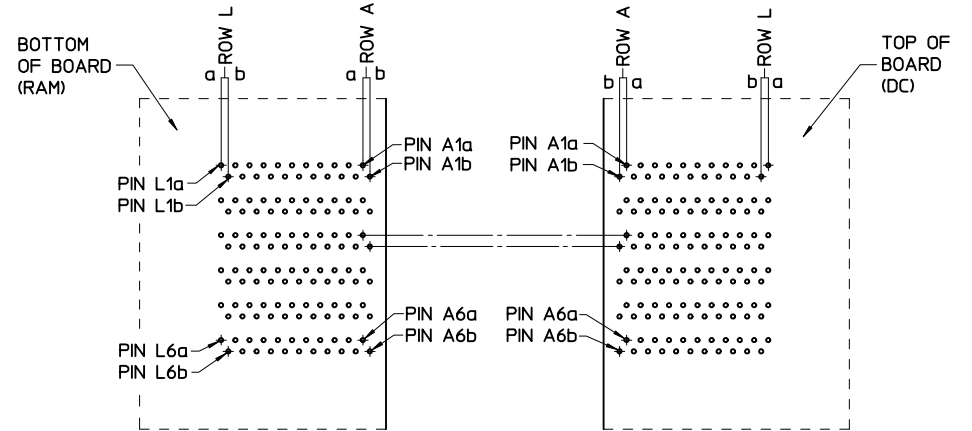 ROW L
ROW A
ROW A
ROW L
BOTTOM
OF BOARD
(RAM)
a b
a b
b a
b a
TOP OF
BOARD
(DC)
PIN A1a
PIN A1b
PIN A1a
PIN A1b
PIN L1a
PIN L1b
PIN A6a
PIN A6b
PIN A6a
PIN A6b
PIN L6a
PIN L6b